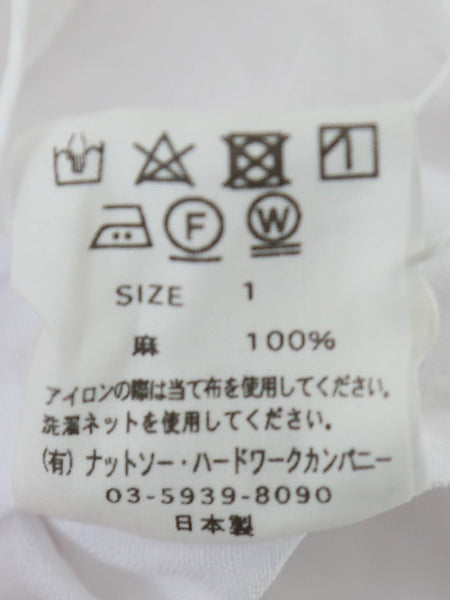 F W
SIZE 1
麻 100%
アイロンの際は当て布を使用してください。
洗濯ネットを使用してください。
(有) ナットソー・ハードワークカンパニー
03-5939-8090
日本製